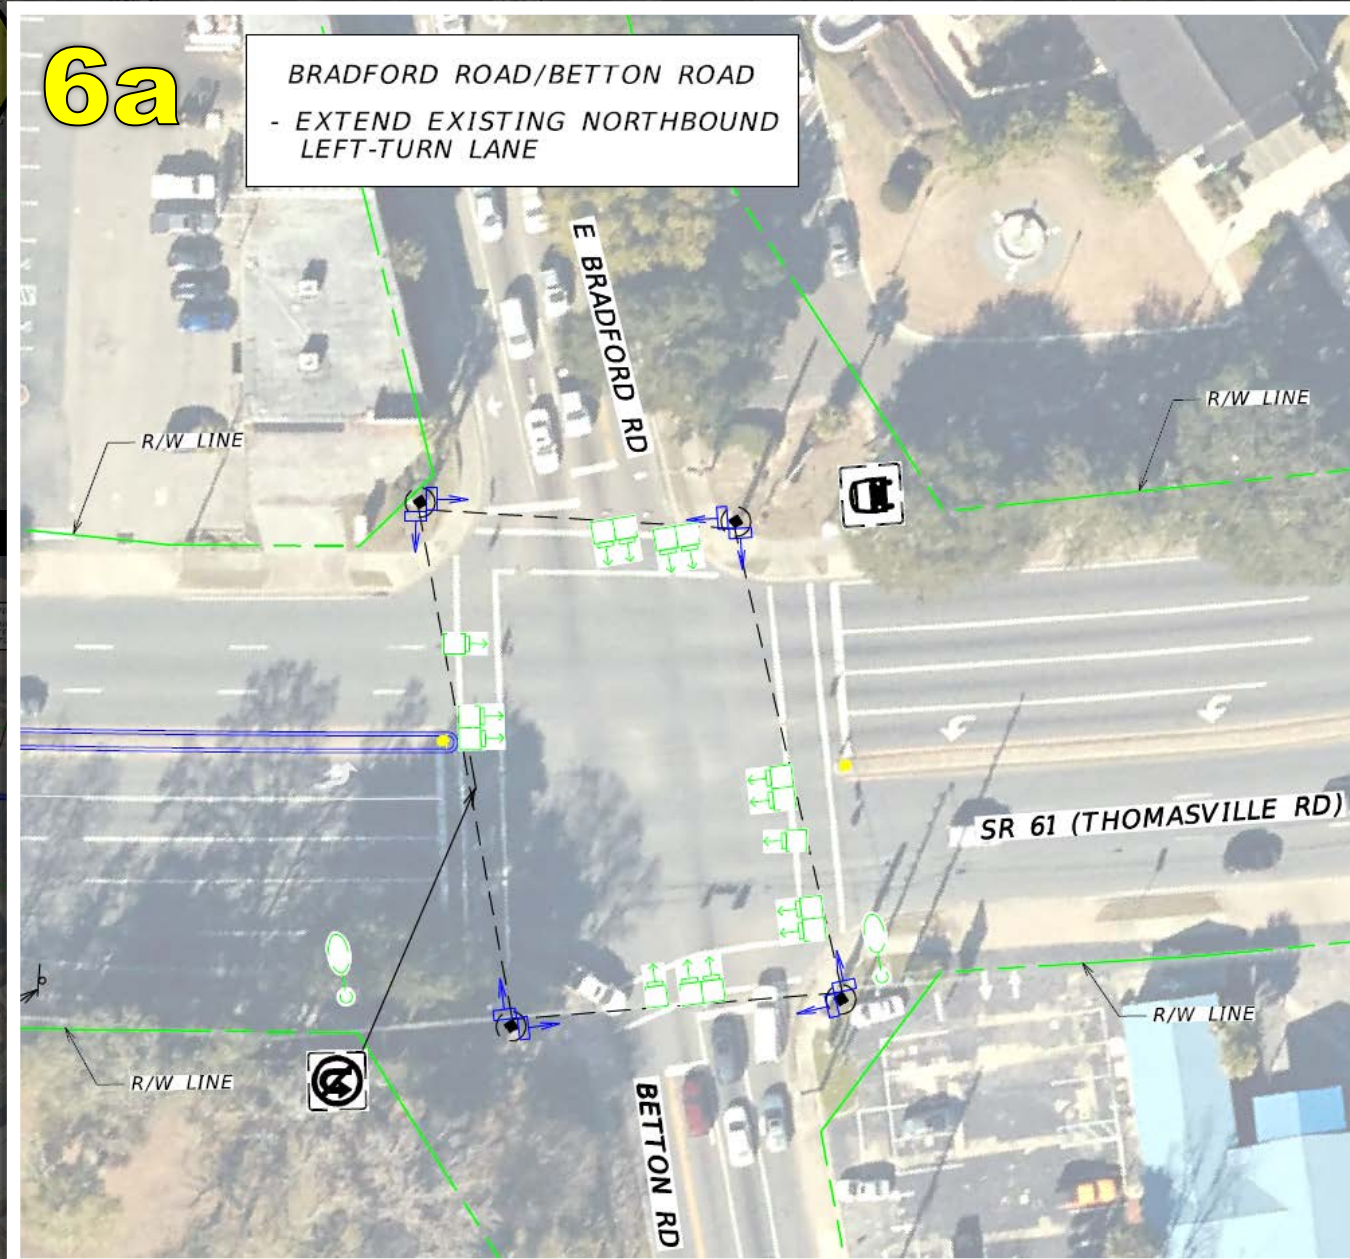 6a
BRADFORD ROAD/BETTON ROAD
- EXTEND EXISTING NORTHBOUND
LEFT-TURN LANE
E BRADFORD RD
R/W LINE
R/W LINE
SR 61 (THOMASVILLE RD)
R/W LINE
R/W LINE
BETTON RD